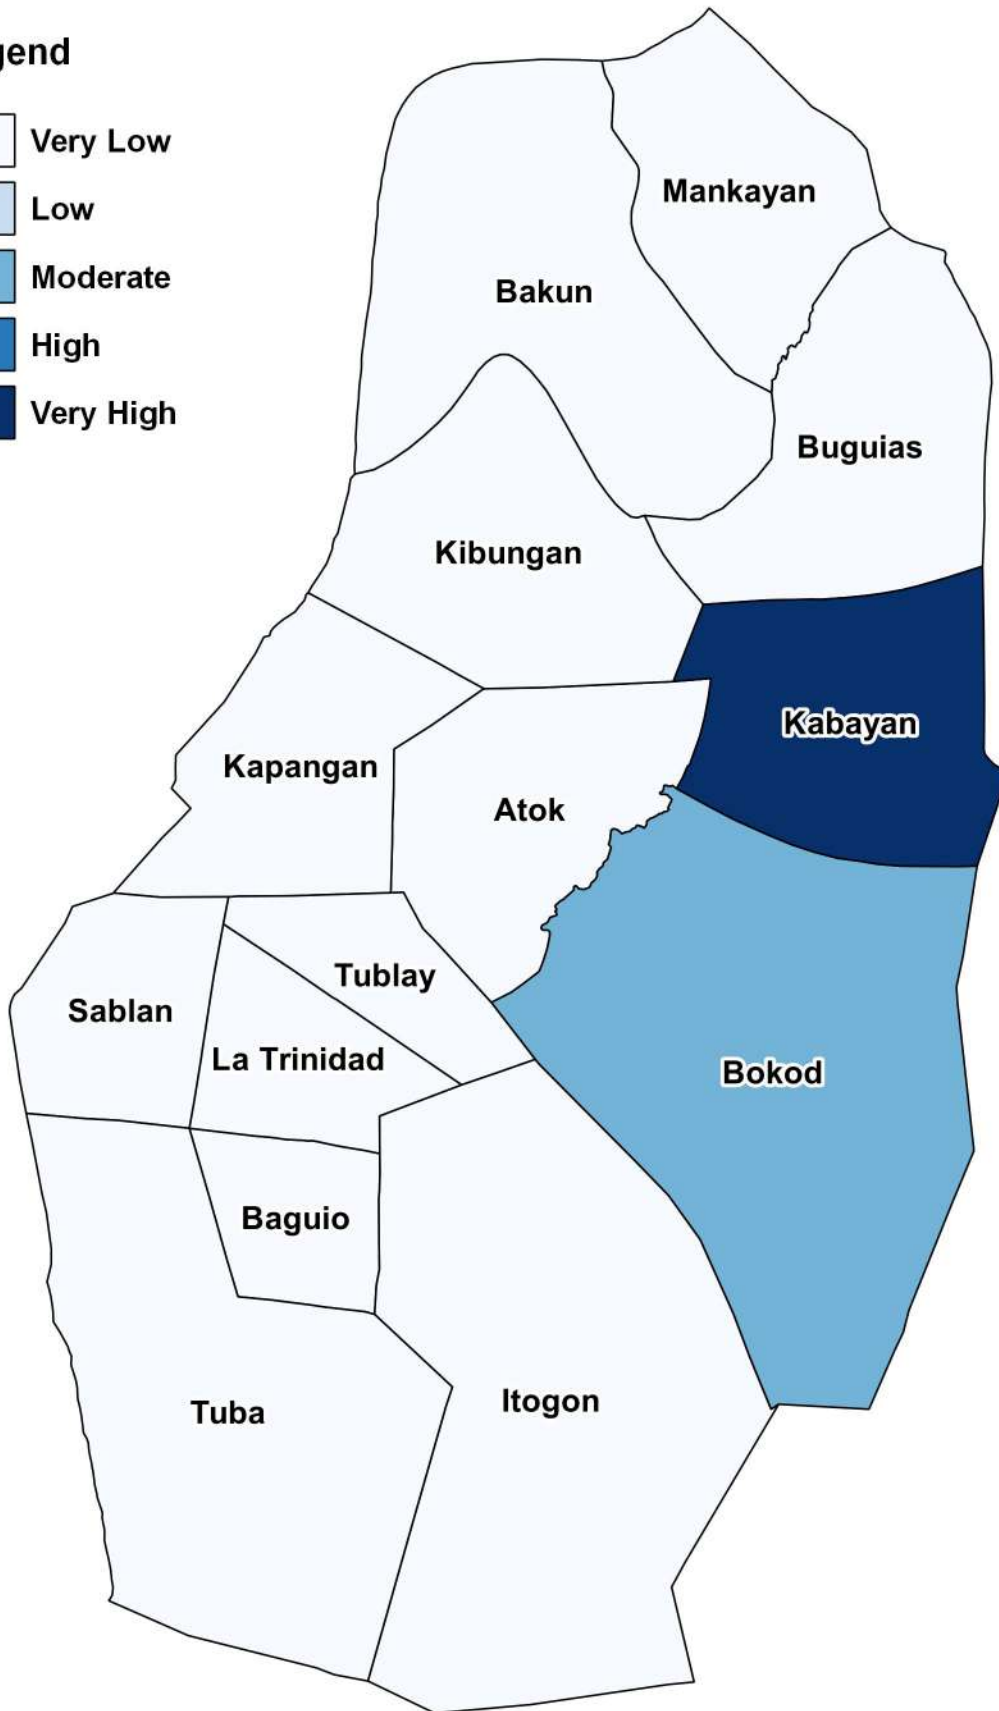 gend
Very Low
Low
Moderate
High
Very High
Mankayan
Bakun
Buguias
Kibungan
Kabayan
Kapangan
Atok
Tublay
Sablan
La Trinidad
Bokod
Baguio
Itogon
Tuba